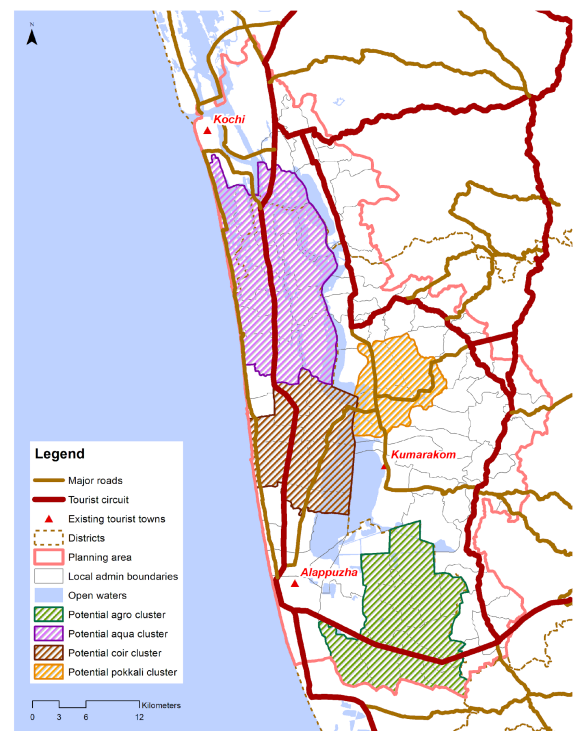 N
Kochi
Kumarakom
Alappuzha
Legend
Major roads
Tourist circuit
Existing tourist towns
Districts
Planning area
Local admin boundaries
Open waters
Potential agro cluster
Potential aqua cluster
Potential coir cluster
Potential pokkali cluster
Kilometers
0 3 6 12